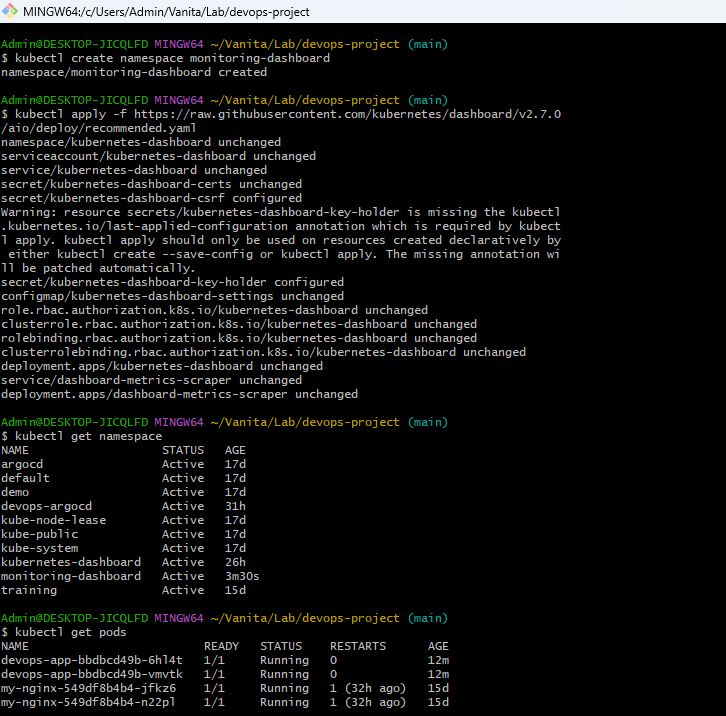 MINGW64:/c/Users/Admin/Vanita/Lab/devops-project
Admin@DESKTOP-JICQLFD MINGW64 ~/Vanita/Lab/devops-project (main)
$ kubectl create namespace monitoring-dashboard
namespace/monitoring-dashboard created
Admin@DESKTOP-JICQLFD MINGW64 ~/Vanita/Lab/devops-project (main)
$ kubectl apply -f https://raw.githubusercontent.com/kubernetes/dashboard/v2.7.0
/aio/deploy/recommended.yaml
namespace/kubernetes-dashboard unchanged
serviceaccount/kubernetes-dashboard unchanged
service/kubernetes-dashboard unchanged
secret/kubernetes-dashboard-certs unchanged
secret/kubernetes-dashboard-csrf configured
Warning: resource secrets/kubernetes-dashboard-key-holder is missing the kubectl
.kubernetes.io/last-applied-configuration annotation which is required by kubect
l apply. kubectl apply should only be used on resources created declaratively by
 either kubectl create --save-config or kubectl apply. The missing annotation wi
ll be patched automatically.
secret/kubernetes-dashboard-key-holder configured
configmap/kubernetes-dashboard-settings unchanged
role.rbac.authorization.k8s.io/kubernetes-dashboard unchanged
clusterrole.rbac.authorization.k8s.io/kubernetes-dashboard unchanged
rolebinding.rbac.authorization.k8s.io/kubernetes-dashboard unchanged
clusterrolebinding.rbac.authorization.k8s.io/kubernetes-dashboard unchanged
deployment.apps/kubernetes-dashboard unchanged
service/dashboard-metrics-scraper unchanged
deployment.apps/dashboard-metrics-scraper unchanged
Admin@DESKTOP-JICQLFD MINGW64 ~/Vanita/Lab/devops-project (main)
$ kubectl get namespace
NAME STATUS AGE
argocd Active 17d
default Active 17d
demo Active 17d
devops-argocd Active 31h
kube-node-lease Active 17d
kube-public Active 17d
kube-system Active 17d
kubernetes-dashboard Active 26h
monitoring-dashboard Active 3m30s
training Active 15d
Admin@DESKTOP-JICQLFD MINGW64 ~/Vanita/Lab/devops-project (main)
$ kubectl get pods
NAME READY STATUS RESTARTS AGE
devops-app-bbdbcd49b-6hl4t 1/1 Running 0 12m
devops-app-bbdbcd49b-vmvtk 1/1 Running 0 12m
my-nginx-549df8b4b4-jfkz6 1/1 Running 1 (32h ago) 15d
my-nginx-549df8b4b4-n22pl 1/1 Running 1 (32h ago) 15d